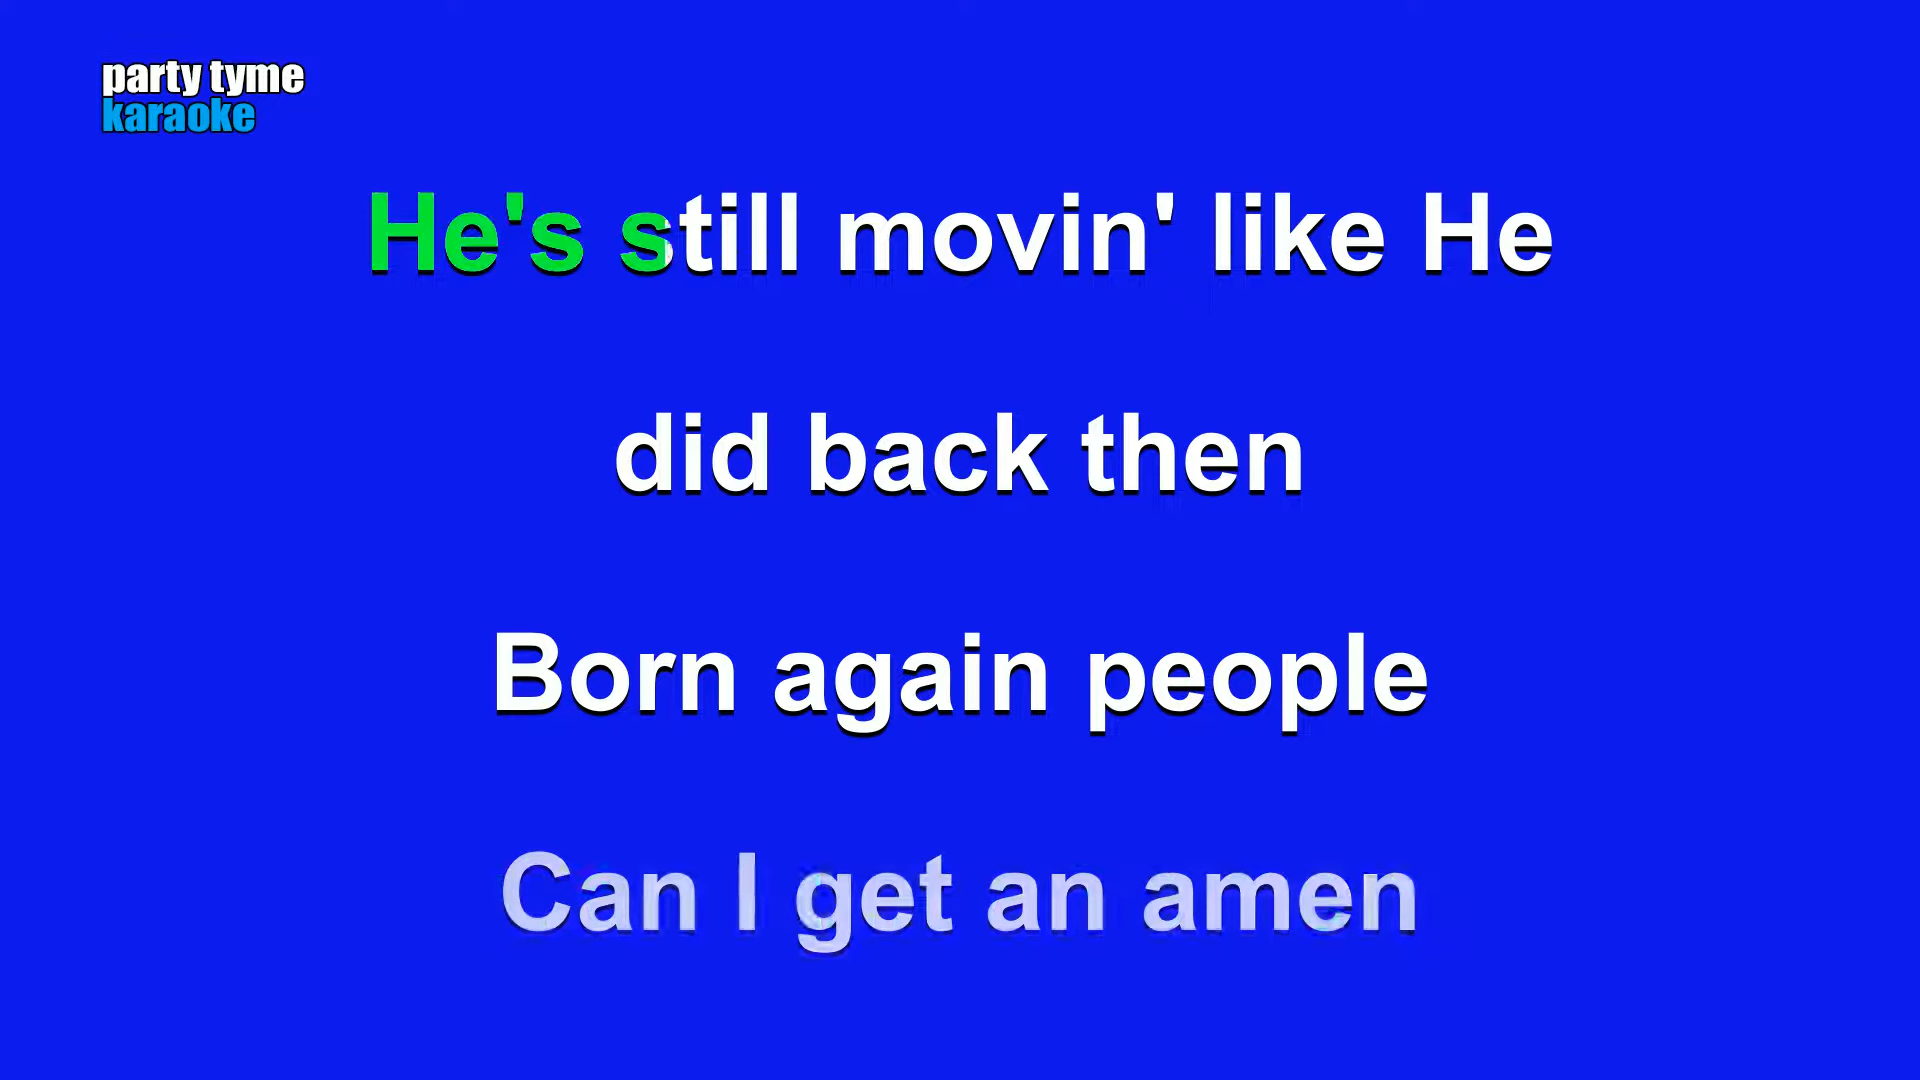 party tyme
karaoke
He's still movin' like He
did back then
Born again people
Can I get an amen